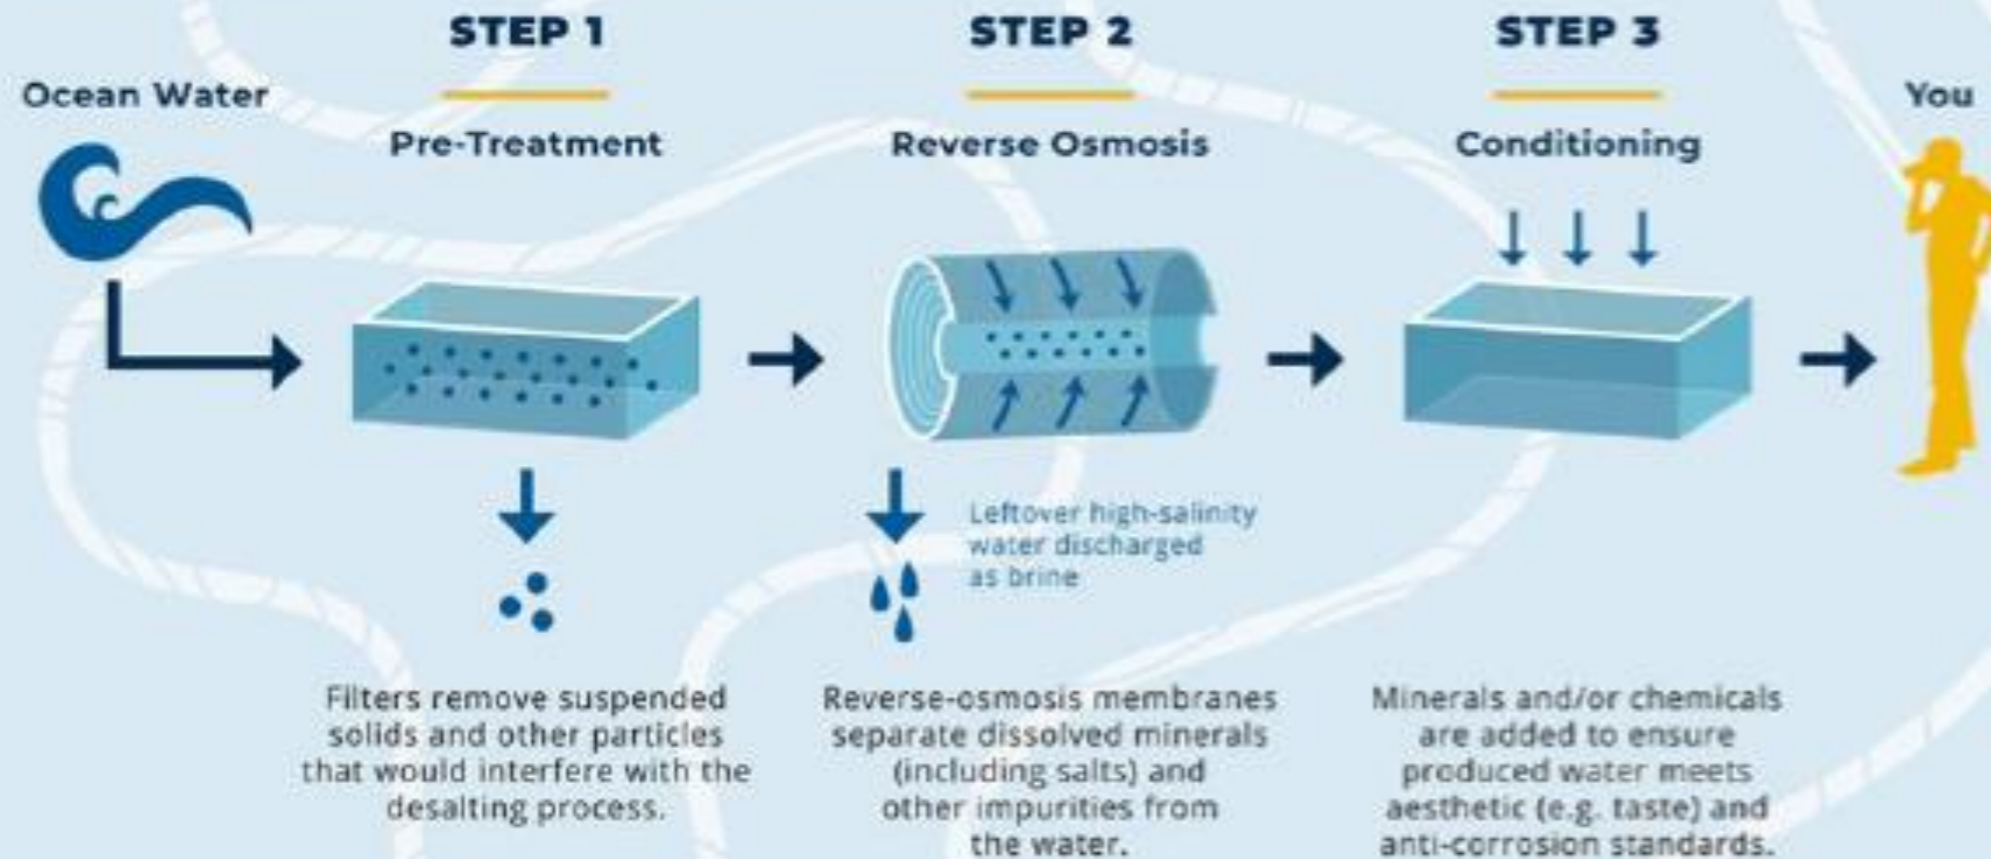 Ocean Water
STEP 1
Pre-Treatment
Filters remove suspended
solids and other particles
that would interfere with the
desalting process.
STEP 2
Reverse Osmosis
Leftover high-salinity
water discharged
as brine
Reverse-osmosis membranes
separate dissolved minerals
(including salts) and
other impurities from
the water.
STEP 3
Conditioning
Minerals and/or chemicals
are added to ensure
produced water meets
aesthetic (e.g. taste) and
anti-corrosion standards.
You